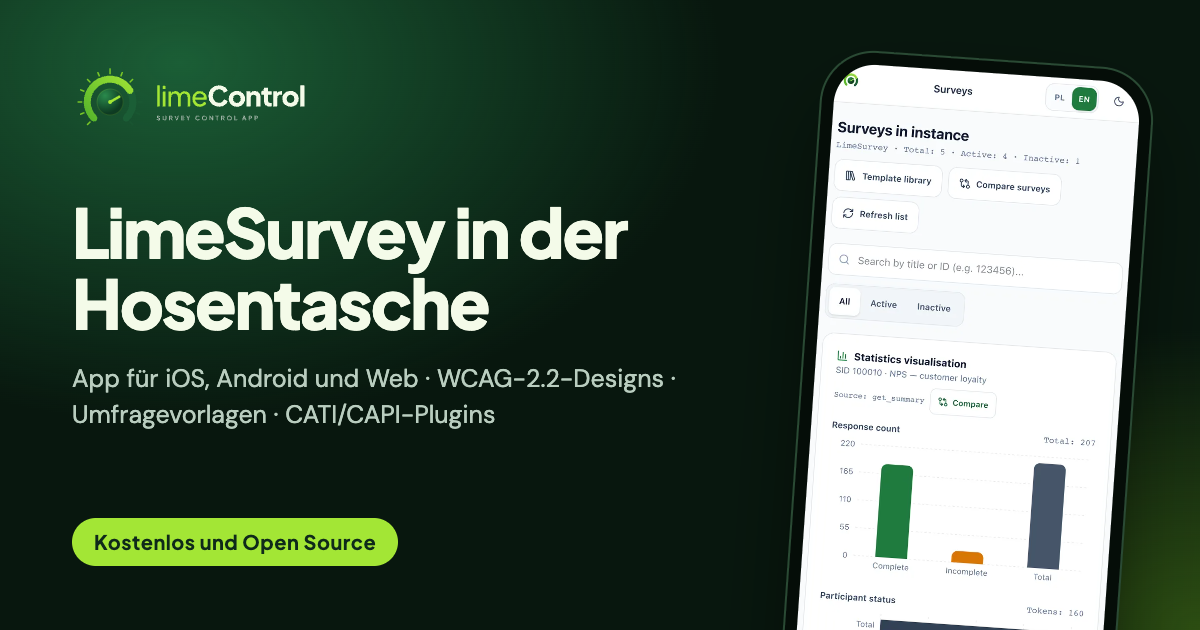 limeControl
SURVEY CONTROL APP
LimeSurvey in der
Hosentasche
App für iOS, Android und Web · WCAG-2.2-Designs ·
Umfragevorlagen · CATI/CAPI-Plugins
Kostenlos und Open Source
Surveys
PL EN
Surveys in instance
LimeSurvey · Total: 5 · Active: 4 · Inactive: 1
Template library
Compare surveys
Refresh list
Search by title or ID (e.g. 123456)...
All Active Inactive
Statistics visualisation
SID 100010 · NPS — customer loyalty
Source: get_summary
Compare
Response count
Total: 207
220
165
110
55
0
Complete Incomplete Total
Participant status
Tokens: 160
Total